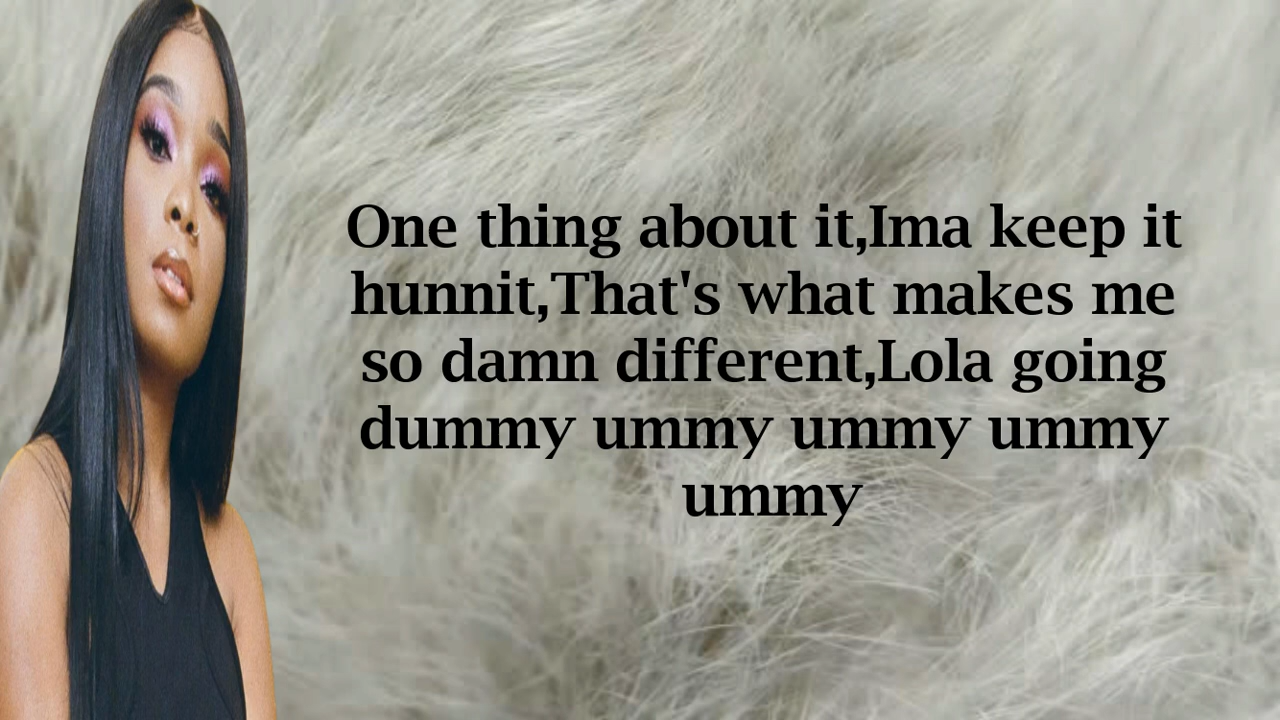 One thing about it,Ima keep it
hunnit,That's what makes me
so damn different,Lola going
dummy ummy ummy ummy
ummy